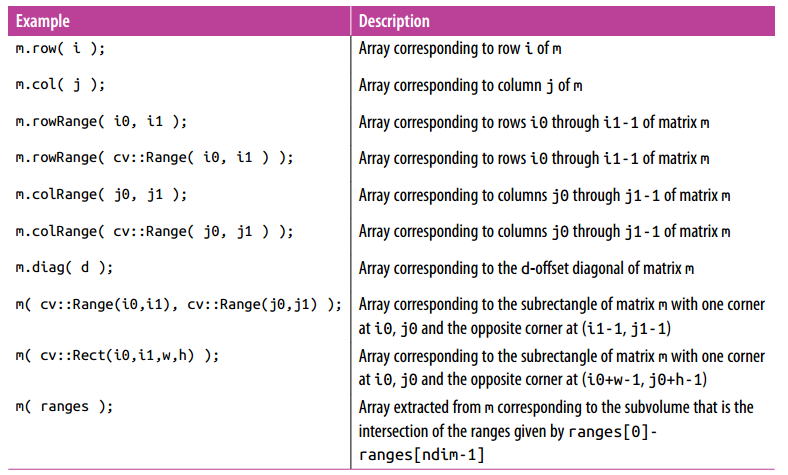 Example Description
m.row( i ); Array corresponding to row i of m
m.col( j ); Array corresponding to column j of m
m.rowRange( i0, i1 ); Array corresponding to rows i0 through i1-1 of matrix m
m.rowRange( cv::Range( i0, i1 ) ); Array corresponding to rows i0 through i1-1 of matrix m
m.colRange( j0, j1 ); Array corresponding to columns j0 through j1-1 of matrix m
m.colRange( cv::Range( j0, j1 ) ); Array corresponding to columns j0 through j1-1 of matrix m
m.diag( d ); Array corresponding to the d-offset diagonal of matrix m
m( cv::Range(i0,i1), cv::Range(j0,j1) ); Array corresponding to the subrectangle of matrix m with one corner
at i0, j0 and the opposite corner at (i1-1, j1-1)
m( cv::Rect(i0,i1,w,h) ); Array corresponding to the subrectangle of matrix m with one corner
at i0, j0 and the opposite corner at (i0+w-1, j0+h-1)
m( ranges ); Array extracted from m corresponding to the subvolume that is the
intersection of the ranges given by ranges[0]-
ranges[ndim-1]